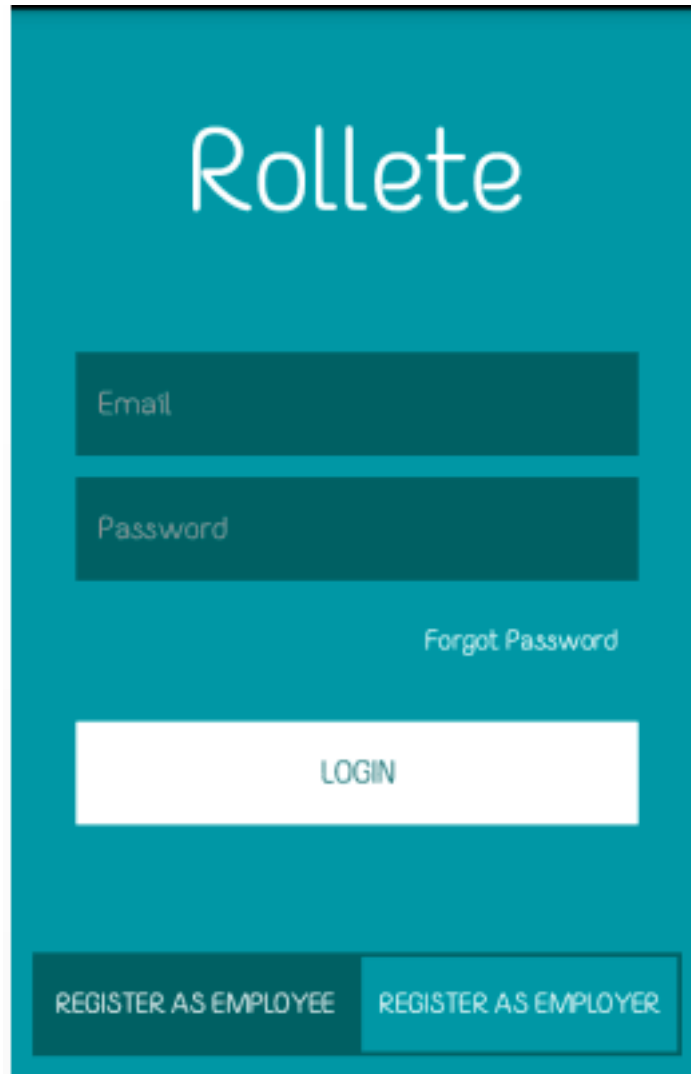 Rollete
Email
Password
Forgot Password
LOGIN
REGISTER AS EMPLOYEE REGISTER AS EMPLOYER